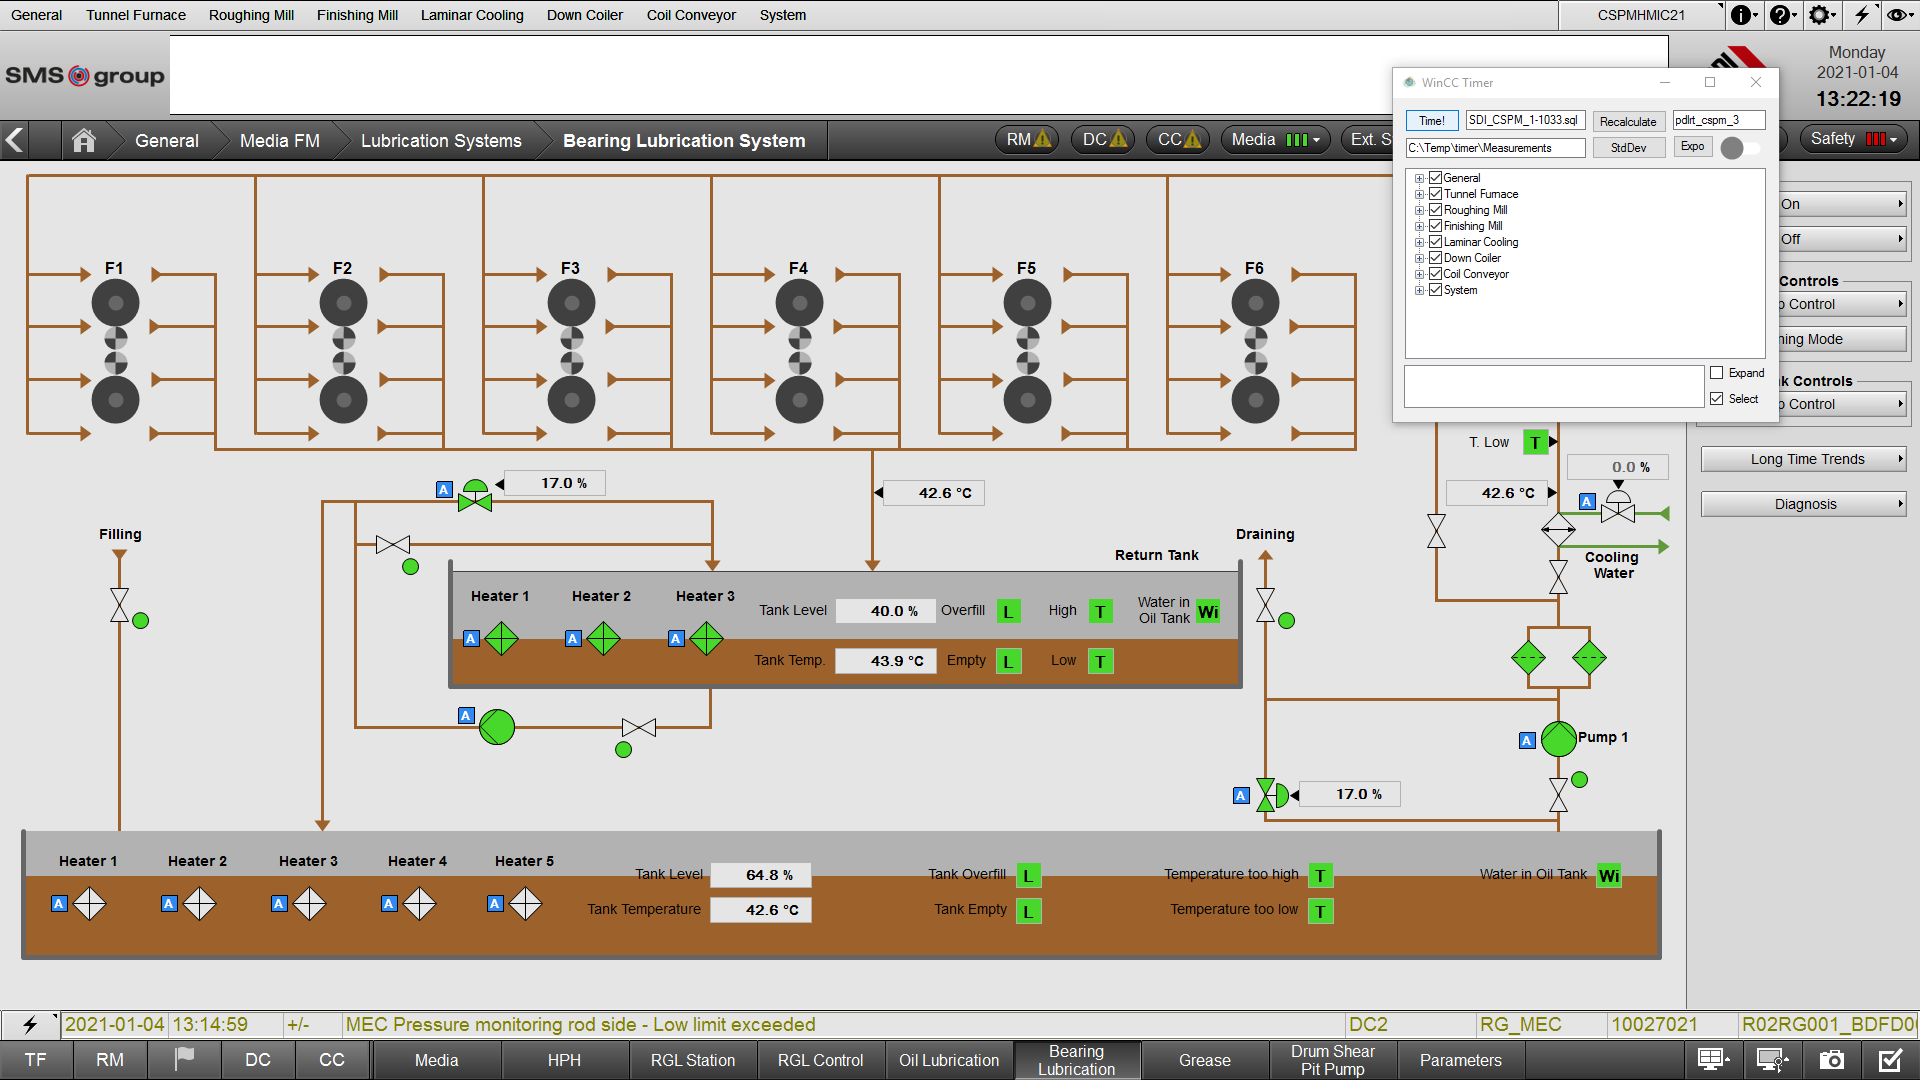 General Tunnel Furnace Roughing Mill Finishing Mill Laminar Cooling Down Coiler Coil Conveyor System CSPMHMIC21
SMS group
Monday
2021-01-04
13:22:19
General Media FM Lubrication Systems Bearing Lubrication System RM DC CC Media Ext. S Safety
WinCC Timer
Time! SDI_CSPM_1-1033.sql Recalculate pdlrt_cspm_3
C:\Temp\timer\Measurements StdDev Expo
General
Tunnel Furnace
Roughing Mill
Finishing Mill
Laminar Cooling
Down Coiler
Coil Conveyor
System
Expand
Select
On
Off
Controls
Control
ning Mode
k Controls
Control
Long Time Trends
Diagnosis
F1 F2 F3 F4 F5 F6
T. Low T
0.0 %
A 17.0 %
42.6 °C
42.6 °C
A
Filling
Draining
Cooling
Water
Return Tank
Heater 1 Heater 2 Heater 3
A A A
Tank Level 40.0 % Overfill L High T Water in
Oil Tank Wi
Tank Temp. 43.9 °C Empty L Low T
A
A Pump 1
A 17.0 %
Heater 1 Heater 2 Heater 3 Heater 4 Heater 5
A A A A A
Tank Level 64.8 % Tank Overfill L Temperature too high T Water in Oil Tank Wi
Tank Temperature 42.6 °C Tank Empty L Temperature too low T
2021-01-04 13:14:59 +/- MEC Pressure monitoring rod side - Low limit exceeded DC2 RG_MEC 10027021 R02RG001_BDFD0
TF RM DC CC Media HPH RGL Station RGL Control Oil Lubrication Bearing
Lubrication Grease Drum Shear
Pit Pump Parameters